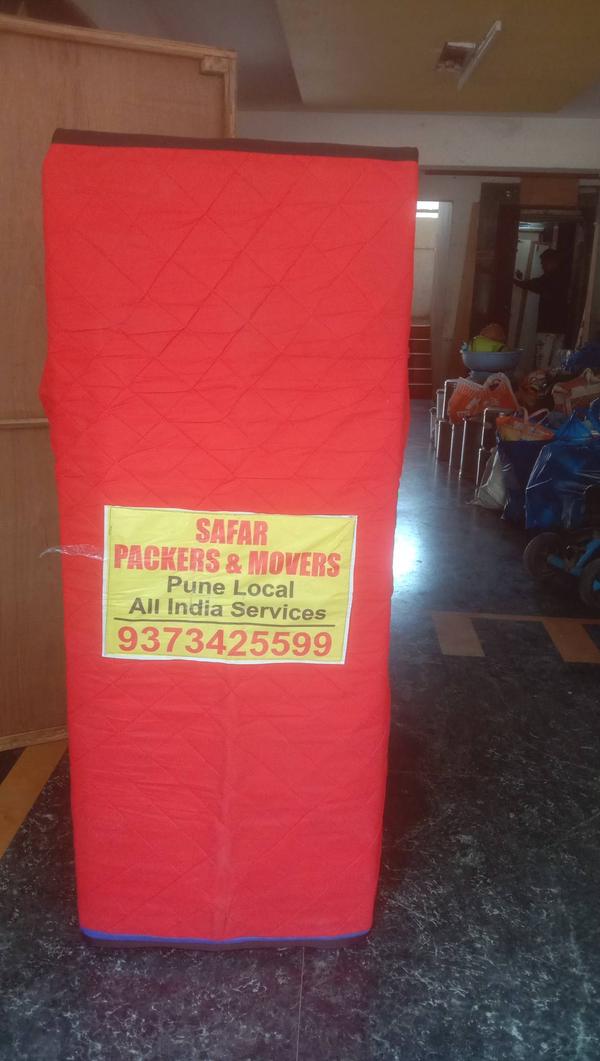 SAFAR
PACKERS & MOVERS
Pune Local
All India Services
9373425599